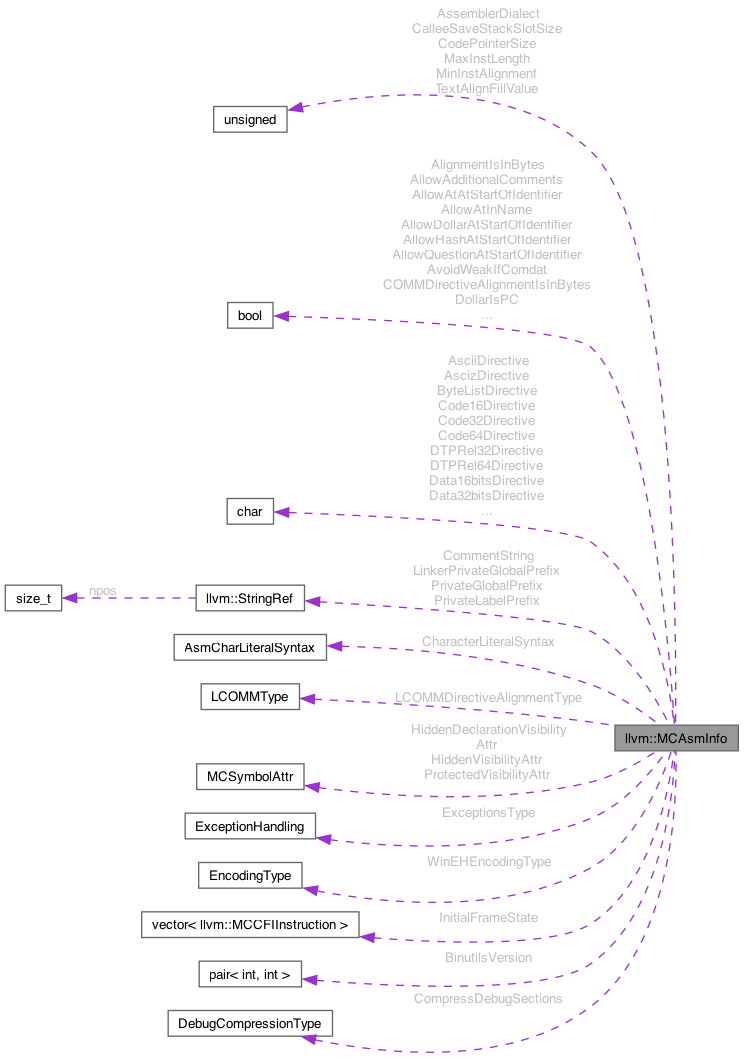 AssemblerDialect
CalleeSaveStackSlotSize
CodePointerSize
MaxInstLength
MinInstAlignment
TextAlignFillValue
unsigned
AlignmentIsInBytes
AllowAdditionalComments
AllowAtAtStartOfIdentifier
AllowAtInName
AllowDollarAtStartOfIdentifier
AllowHashAtStartOfIdentifier
AllowQuestionAtStartOfIdentifier
AvoidWeakIfComdat
COMMDirectiveAlignmentIsInBytes
DollarIsPC
...
bool
AsciiDirective
AscizDirective
ByteListDirective
Code16Directive
Code32Directive
Code64Directive
DTPRel32Directive
DTPRel64Directive
Data16bitsDirective
Data32bitsDirective
...
char
CommentString
LinkerPrivateGlobalPrefix
PrivateGlobalPrefix
PrivateLabelPrefix
size_t
npos
llvm::StringRef
AsmCharLiteralSyntax
CharacterLiteralSyntax
LCOMMType
LCOMMDirectiveAlignmentType
llvm::MCAsmInfo
HiddenDeclarationVisibility
Attr
HiddenVisibilityAttr
ProtectedVisibilityAttr
MCSymbolAttr
ExceptionsType
ExceptionHandling
WinEHEncodingType
EncodingType
InitialFrameState
vector< llvm::MCCFIInstruction >
BinutilsVersion
pair< int, int >
CompressDebugSections
DebugCompressionType